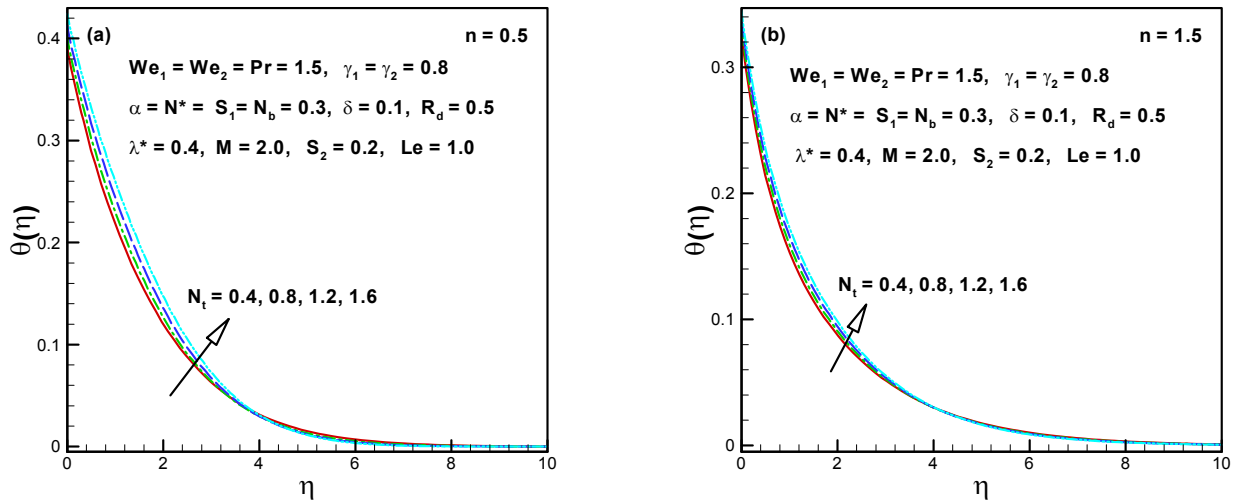 (a)
n = 0.5
We₁ = We₂ = Pr = 1.5, γ₁ = γ₂ = 0.8
α = N* = S₁= N_b = 0.3, δ = 0.1, R_d = 0.5
λ* = 0.4, M = 2.0, S₂ = 0.2, Le = 1.0
N_t = 0.4, 0.8, 1.2, 1.6
θ(η)
0.4
0.3
0.2
0.1
0
0 2 4 6 8 10
η
(b)
n = 1.5
We₁ = We₂ = Pr = 1.5, γ₁ = γ₂ = 0.8
α = N* = S₁= N_b = 0.3, δ = 0.1, R_d = 0.5
λ* = 0.4, M = 2.0, S₂ = 0.2, Le = 1.0
N_t = 0.4, 0.8, 1.2, 1.6
θ(η)
0.3
0.2
0.1
0
0 2 4 6 8 10
η